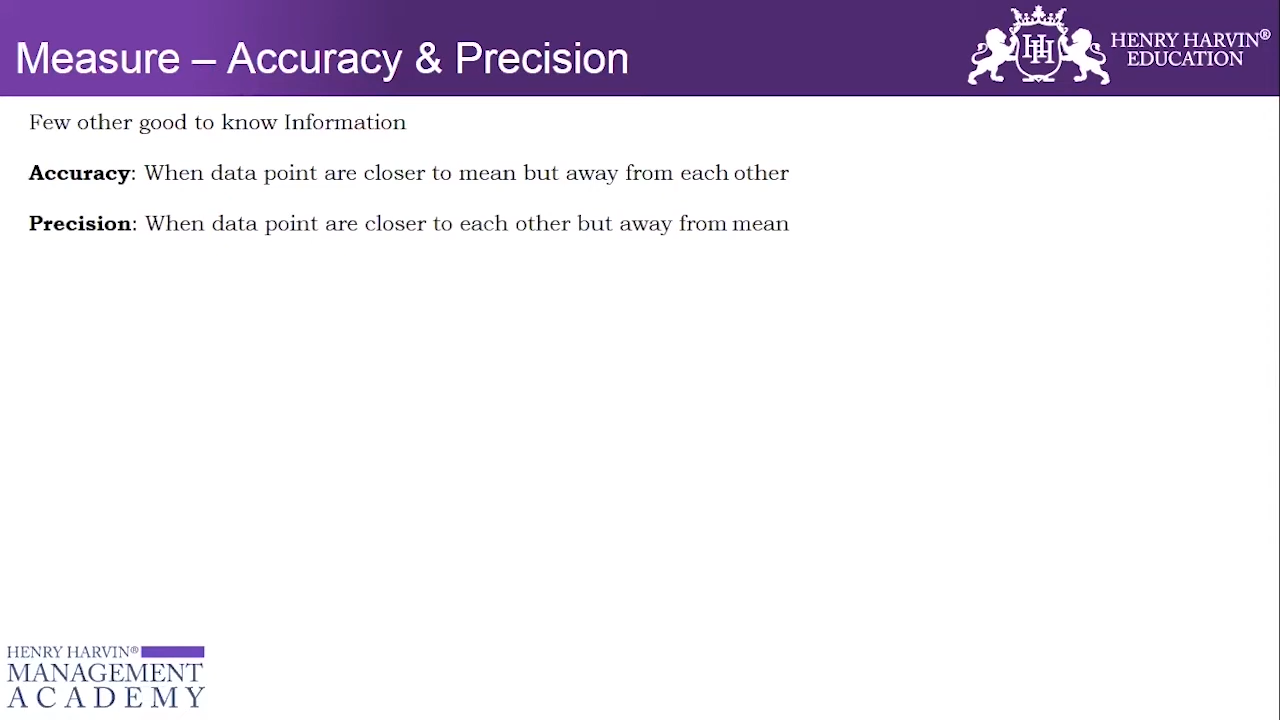 Measure – Accuracy & Precision
HENRY HARVIN®
EDUCATION
Few other good to know Information
Accuracy: When data point are closer to mean but away from each other
Precision: When data point are closer to each other but away from mean
HENRY HARVIN®
MANAGEMENT
ACADEMY